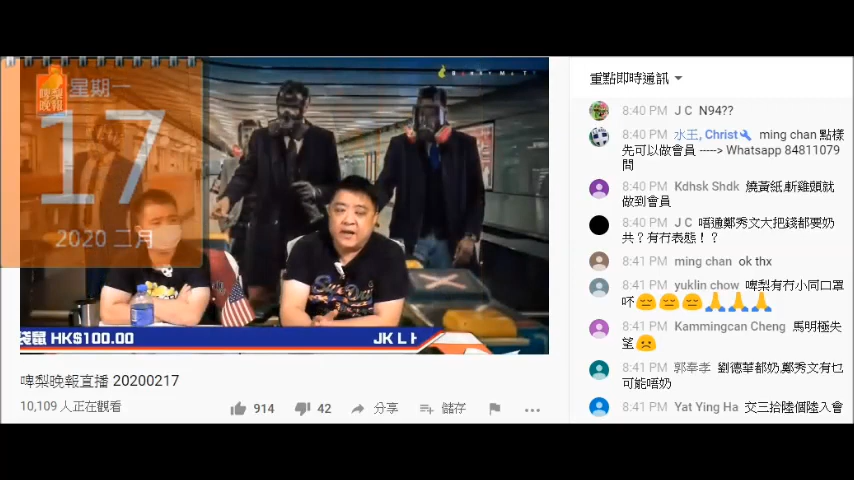 啤梨
晚報
星期一
17
2020 二月
袋鼠 HK$100.00
JK L
啤梨晚報直播 20200217
10,109 人正在觀看
914
42
分享
儲存
重點即時通訊
8:40 PM J C N94??
8:40 PM 水王, Christ ming chan 點樣
先可以做會員 -----> Whatsapp 84811079
問
8:40 PM Kdhsk Shdk 燒黃紙,斬雞頭就
做到會員
8:40 PM J C 唔通鄭秀文大把錢都要奶
共？有冇表態！？
8:41 PM ming chan ok thx
8:41 PM yuklin chow 啤梨有冇小同口罩
呀😔😔😔🙏🙏🙏
8:41 PM Kammingcan Cheng 馬明極失
望☹️
8:41 PM 郭奉孝 劉德華都奶,鄭秀文有乜
可能唔奶
8:41 PM Yat Ying Ha 交三拾陸個陸入會